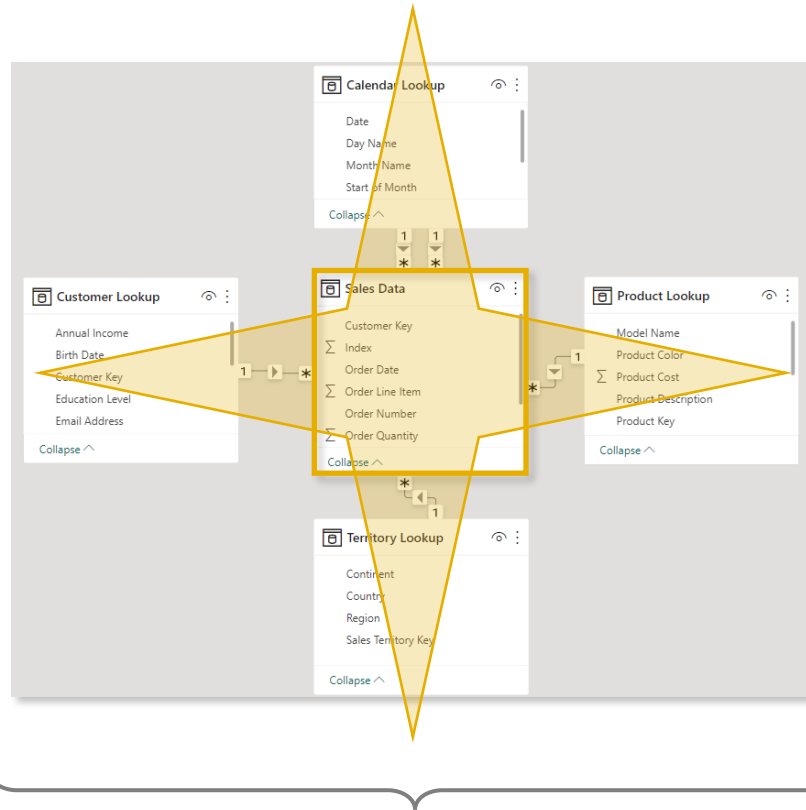 Calendar Lookup
Date
Day Name
Month Name
Start of Month
Collapse
1 1
* *
Customer Lookup
Annual Income
Birth Date
Customer Key
Education Level
Email Address
Collapse
1
*
Sales Data
Customer Key
Σ Index
Order Date
Σ Order Line Item
Order Number
Σ Order Quantity
Collapse
*
1
Product Lookup
Model Name
Product Color
Σ Product Cost
Product Description
Product Key
Collapse
*
1
Territory Lookup
Continent
Country
Region
Sales Territory Key
Collapse